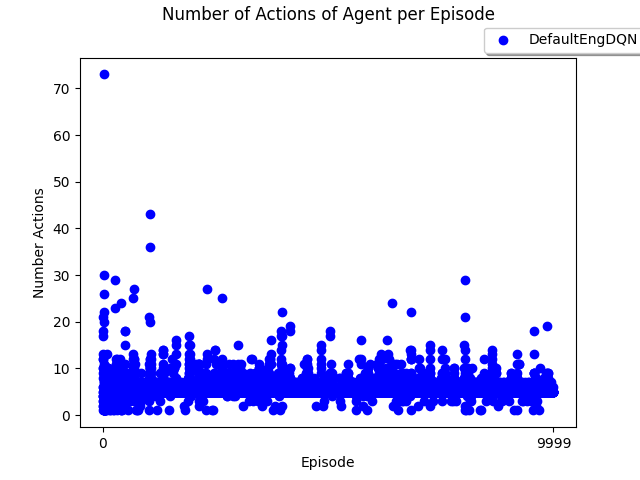 Number of Actions of Agent per Episode
DefaultEngDQN
70
60
50
40
30
20
10
0
Number Actions
0
9999
Episode